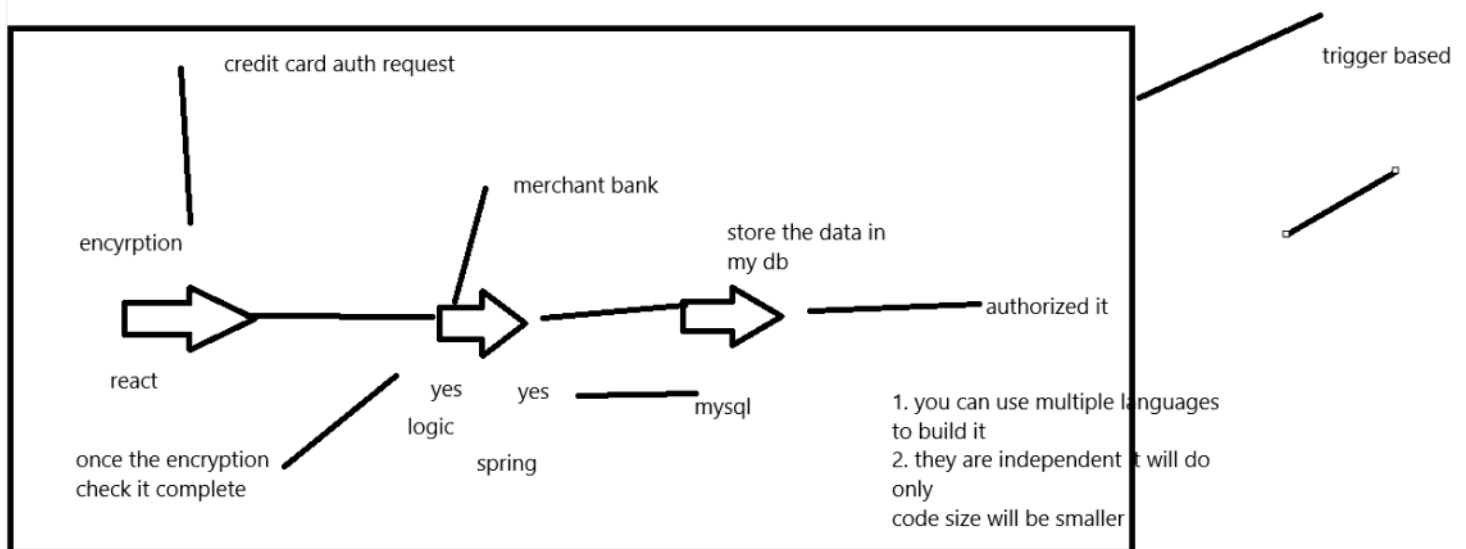 credit card auth request
trigger based
merchant bank
encyrption
store the data in
my db
authorized it
react
yes
yes
mysql
logic
spring
once the encryption
check it complete
1. you can use multiple languages
to build it
2. they are independent it will do
only
code size will be smaller